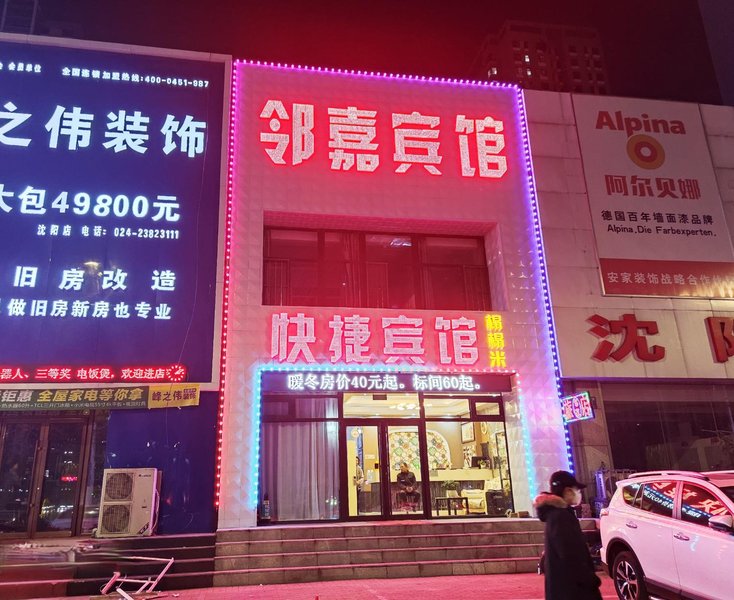 会员单位
全国连锁加盟热线:400-0451-987
之伟装饰
大包49800元
沈阳店 电话: 024-23823111
旧房改造
做旧房新房也专业
器人、三等奖 电饭煲, 欢迎进店
钜惠 全屋家电等你拿
峰之伟装饰
邻嘉宾馆
快捷宾馆
榻榻米
暖冬房价40元起。标间60起。
Alpina
阿尔贝娜
德国百年墙面漆品牌
Alpina,Die Farbexperten.
安家装饰战略合作
沈